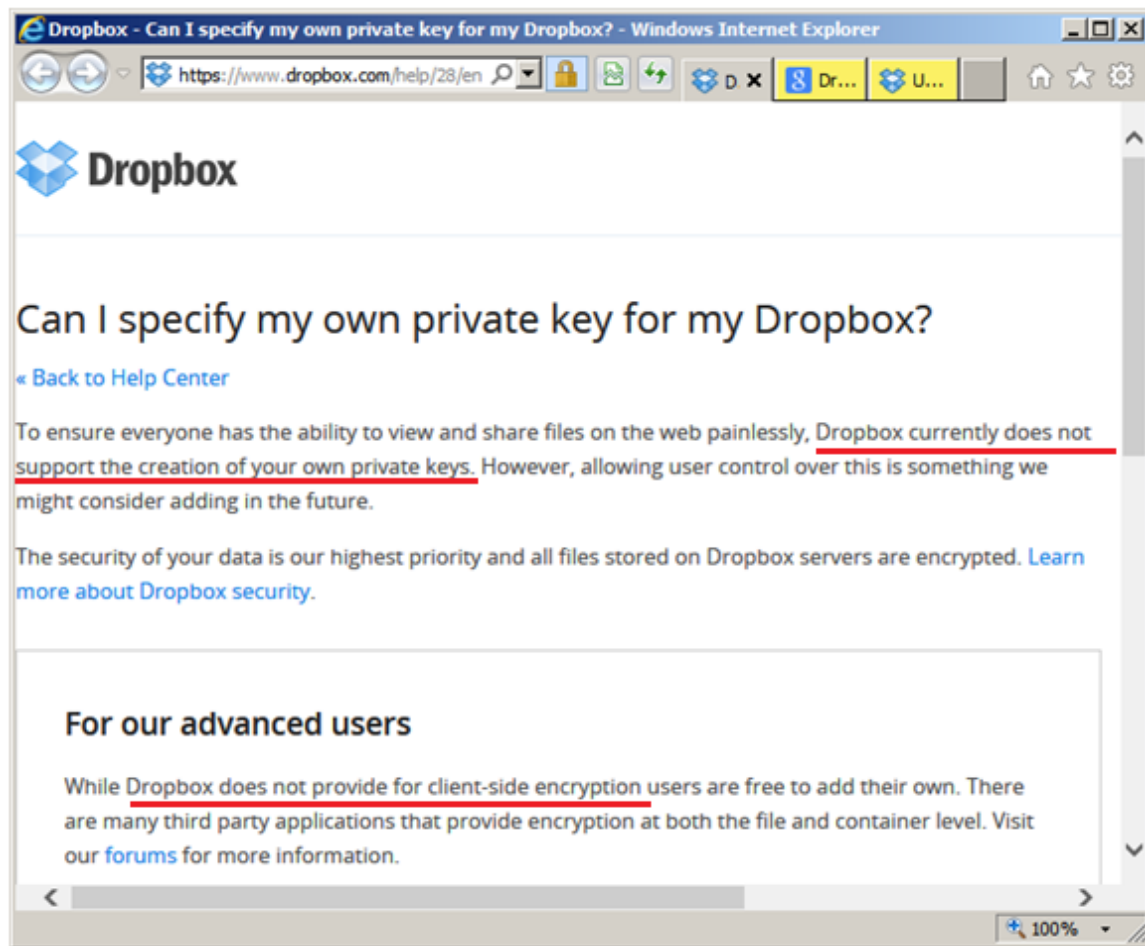 Dropbox - Can I specify my own private key for my Dropbox? - Windows Internet Explorer
https://www.dropbox.com/help/28/en
D
Dr...
U...
Dropbox
Can I specify my own private key for my Dropbox?
« Back to Help Center
To ensure everyone has the ability to view and share files on the web painlessly, Dropbox currently does not
support the creation of your own private keys. However, allowing user control over this is something we
might consider adding in the future.
The security of your data is our highest priority and all files stored on Dropbox servers are encrypted. Learn
more about Dropbox security.
For our advanced users
While Dropbox does not provide for client-side encryption users are free to add their own. There
are many third party applications that provide encryption at both the file and container level. Visit
our forums for more information.
100%